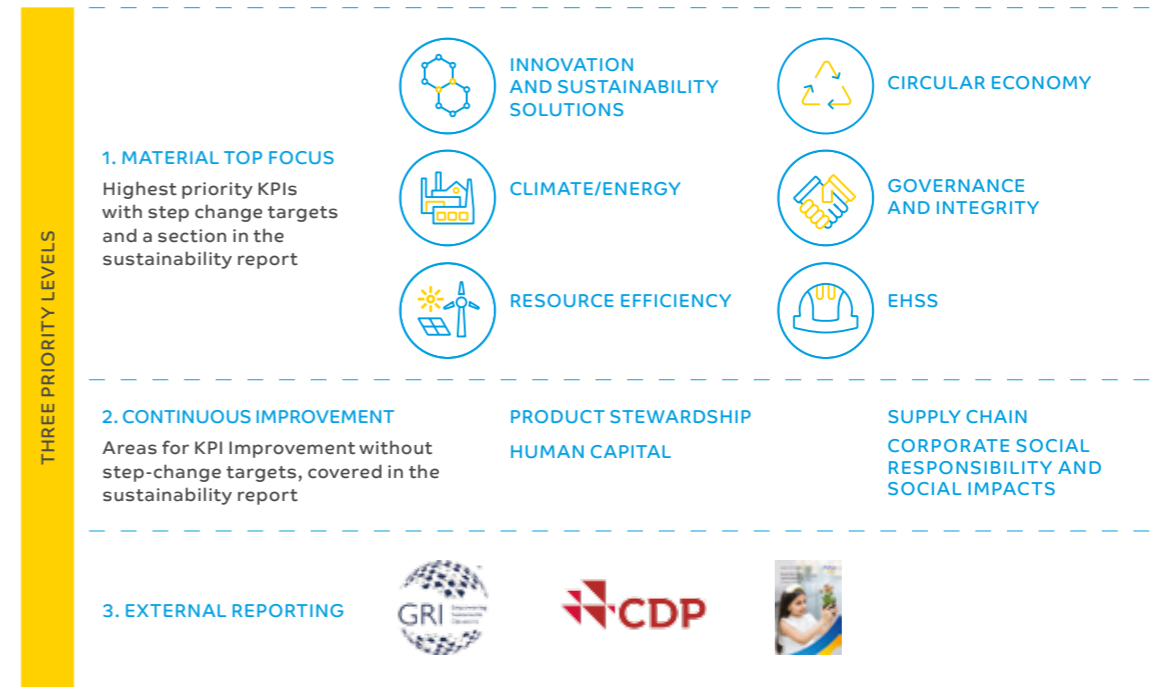 THREE PRIORITY LEVELS
1. MATERIAL TOP FOCUS
Highest priority KPIs
with step change targets
and a section in the
sustainability report
INNOVATION
AND SUSTAINABILITY
SOLUTIONS
CIRCULAR ECONOMY
CLIMATE/ENERGY
GOVERNANCE
AND INTEGRITY
RESOURCE EFFICIENCY
EHSS
2. CONTINUOUS IMPROVEMENT
Areas for KPI Improvement without
step-change targets, covered in the
sustainability report
PRODUCT STEWARDSHIP
HUMAN CAPITAL
SUPPLY CHAIN
CORPORATE SOCIAL
RESPONSIBILITY AND
SOCIAL IMPACTS
3. EXTERNAL REPORTING
GRI
CDP